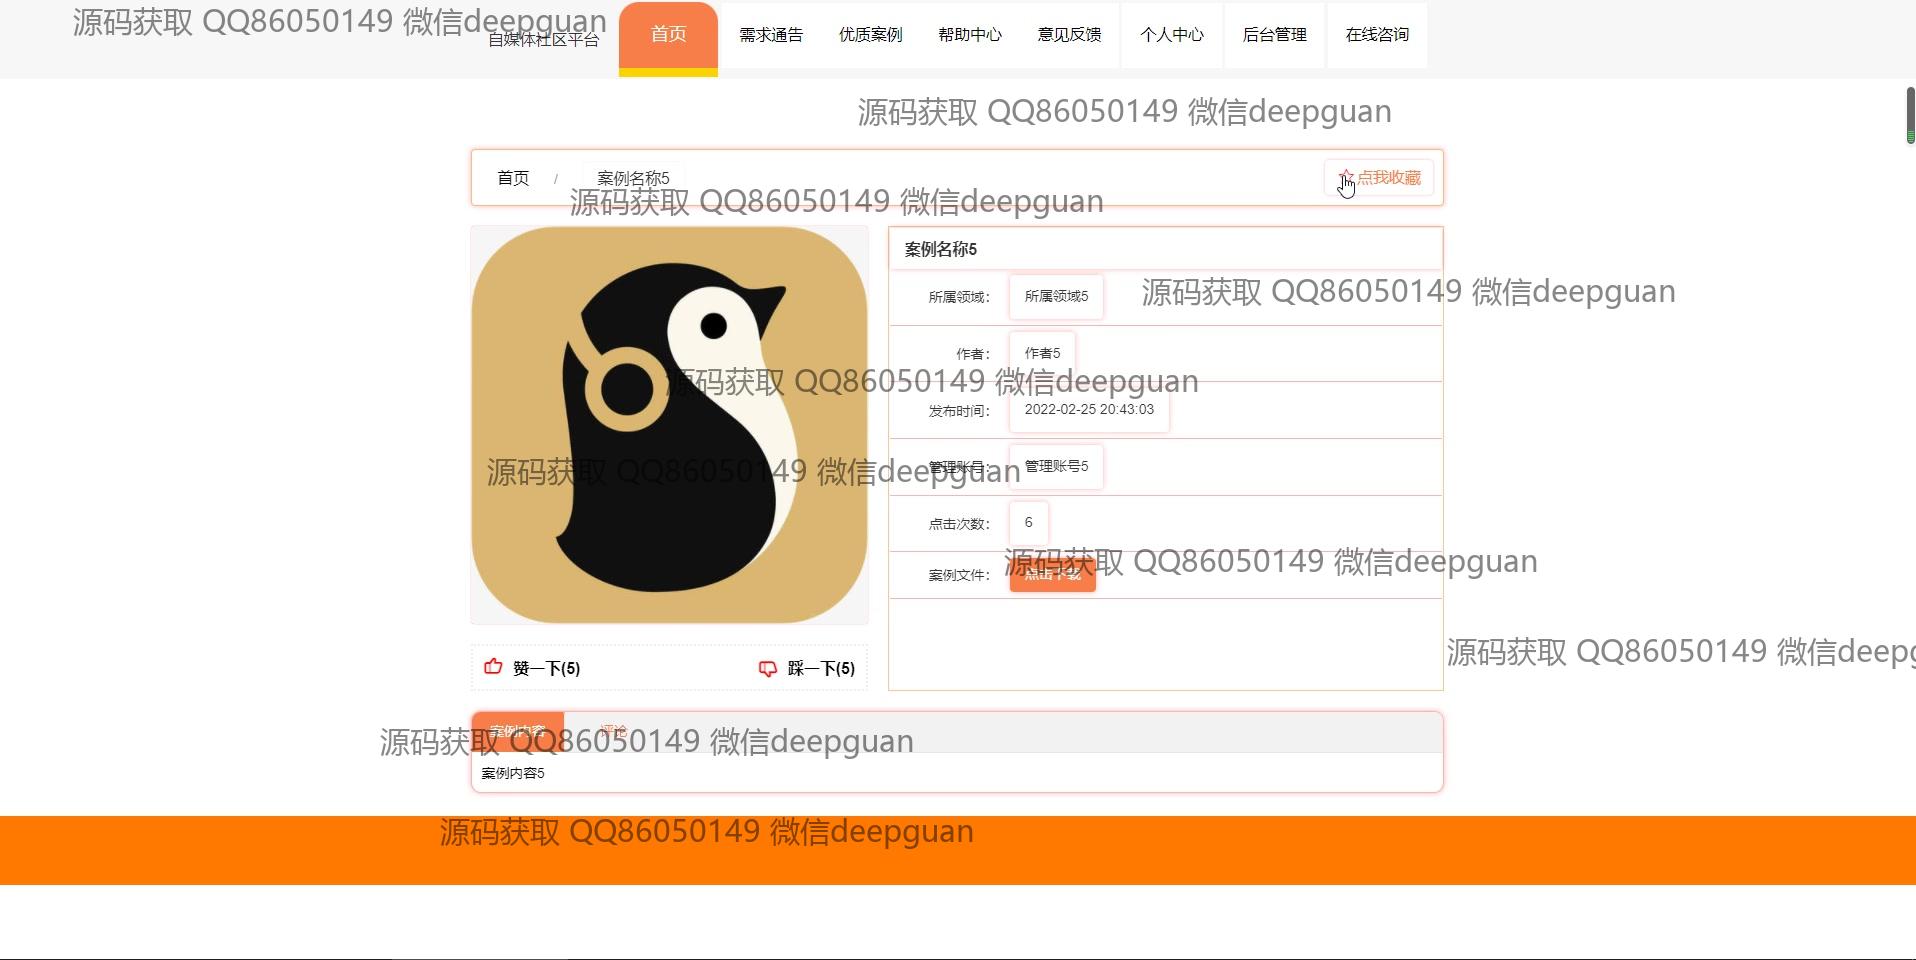 源码获取 QQ86050149 微信deepguan
自媒体社区平台
首页 需求通告 优质案例 帮助中心 意见反馈 个人中心 后台管理 在线咨询
源码获取 QQ86050149 微信deepguan
首页 / 案例名称5
点我收藏
源码获取 QQ86050149 微信deepguan
案例名称5
源码获取 QQ86050149 微信deepguan
所属领域： 所属领域5
作者： 作者5
源码获取 QQ86050149 微信deepguan
发布时间： 2022-02-25 20:43:03
管理账号： 管理账号5
源码获取 QQ86050149 微信deepguan
点击次数： 6
源码获取 QQ86050149 微信deepguan
案例文件： 点击下载
源码获取 QQ86050149 微信deepg
赞一下(5) 踩一下(5)
案例内容 评论
源码获取 QQ86050149 微信deepguan
案例内容5
源码获取 QQ86050149 微信deepguan